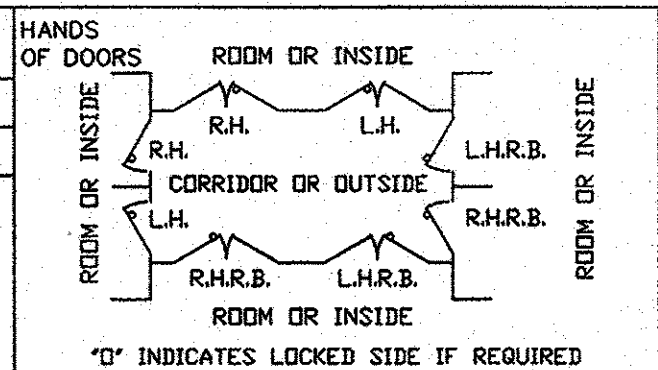 HANDS
OF DOORS
ROOM OR INSIDE
R.H.
L.H.
R.H.
L.H.R.B.
ROOM OR INSIDE
CORRIDOR OR OUTSIDE
ROOM OR INSIDE
L.H.
R.H.R.B.
R.H.R.B.
L.H.R.B.
ROOM OR INSIDE
"O" INDICATES LOCKED SIDE IF REQUIRED